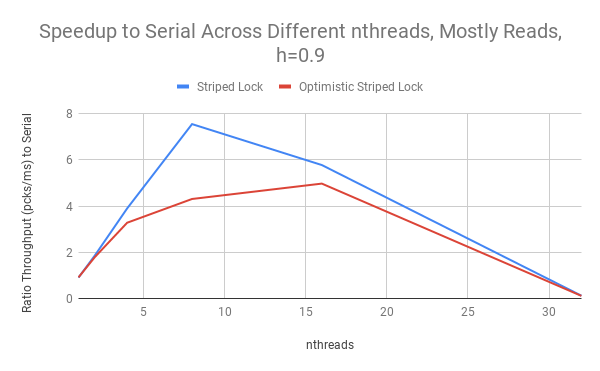 Speedup to Serial Across Different nthreads, Mostly Reads,
h=0.9
Striped Lock
Optimistic Striped Lock
Ratio Throughput (pcks/ms) to Serial
8
6
4
2
0
5
10
15
20
25
30
nthreads